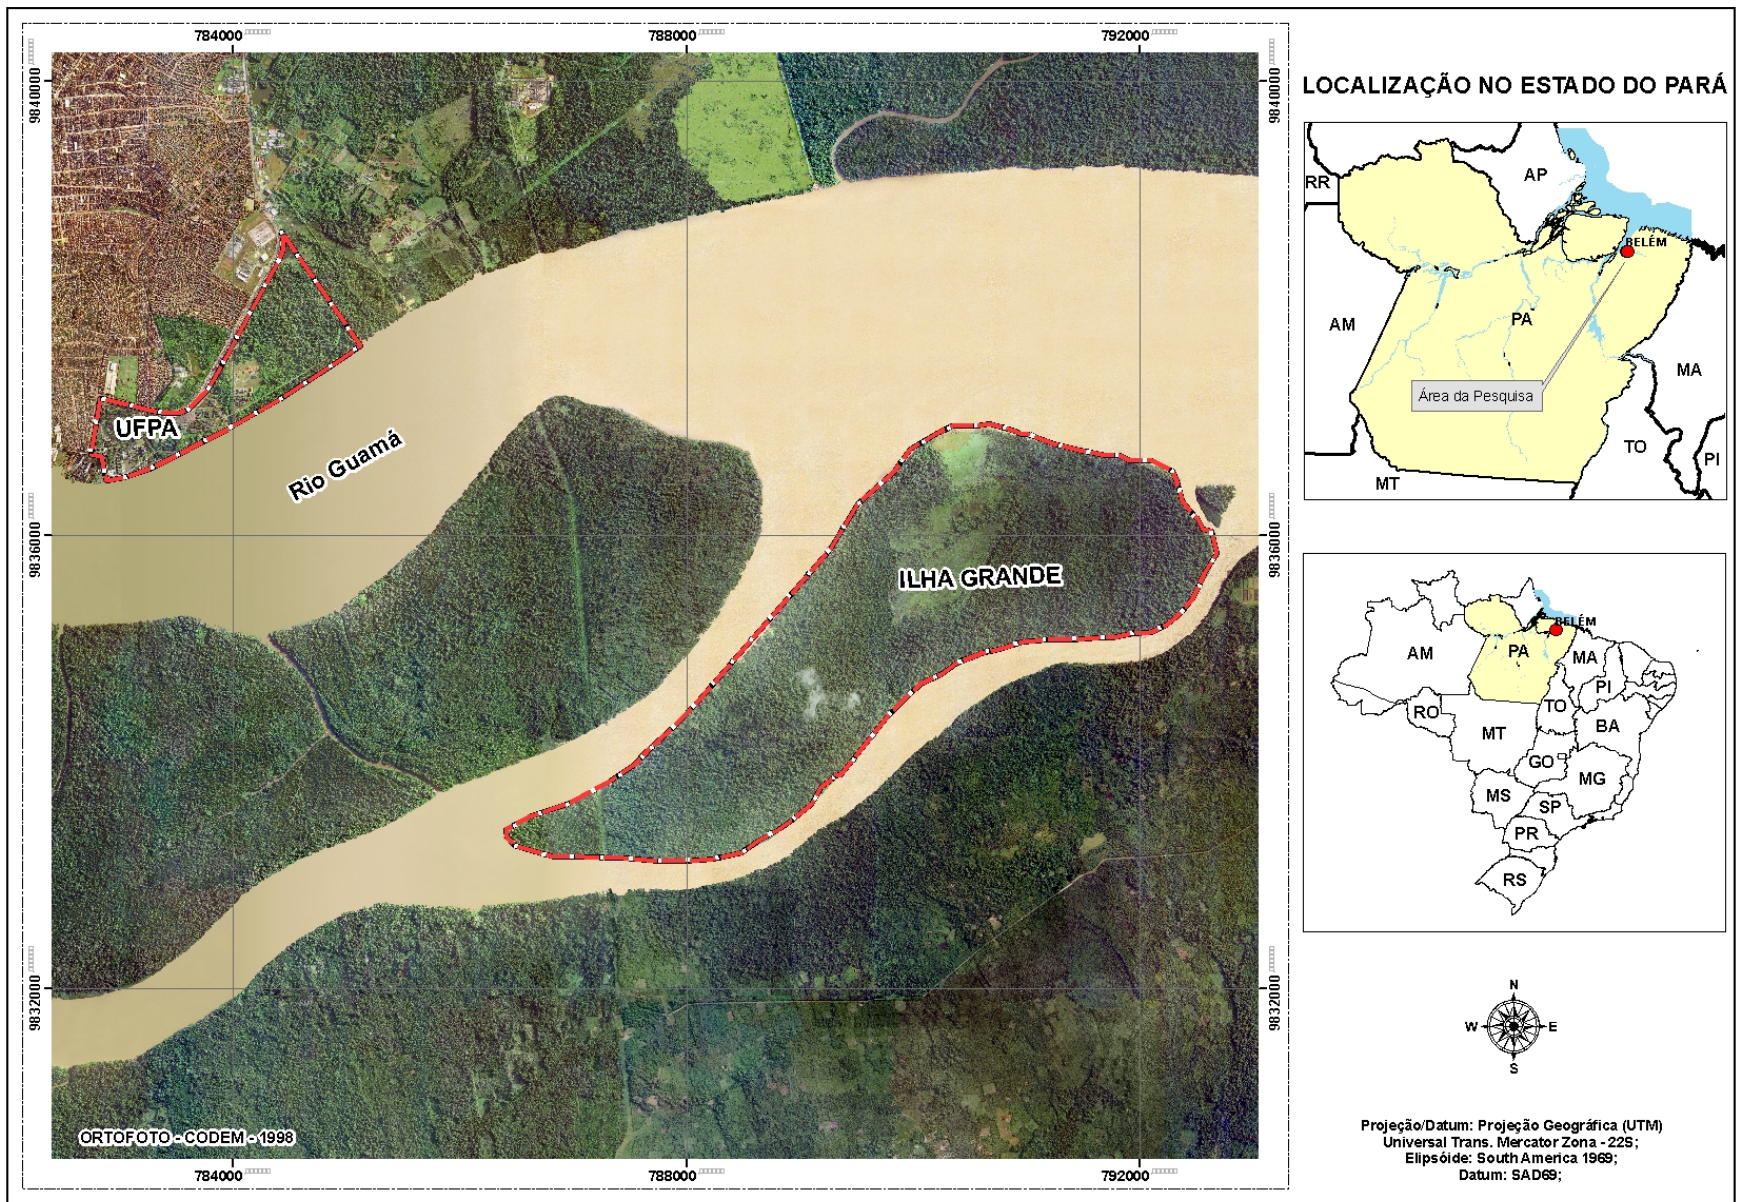 784000
788000
792000
9840000
9840000
9836000
9836000
9832000
9832000
UFPA
Rio Guamá
ILHA GRANDE
ORTOFOTO - CODEM - 1998
784000
788000
792000
LOCALIZAÇÃO NO ESTADO DO PARÁ
RR
AP
BELÉM
AM
PA
MA
Área da Pesquisa
TO
PI
MT
BELÉM
AM
PA
MA
PI
RO
TO
MT
BA
GO
MG
MS
SP
PR
RS
N
W
E
S
Projeção/Datum: Projeção Geográfica (UTM)
Universal Trans. Mercator Zona - 22S;
Elipsóide: South America 1969;
Datum: SAD69;